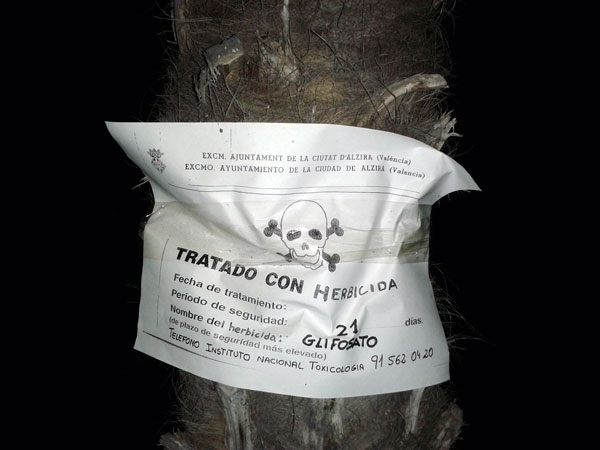 EXCM. AJUNTAMENT DE LA CIUTAT D'ALZIRA (València)
EXCMO. AYUNTAMIENTO DE LA CIUDAD DE ALZIRA (Valencia)
TRATADO CON HERBICIDA
Fecha de tratamiento:
Periodo de seguridad: 21 días.
Nombre del herbicida: GLIFOSATO
(de plazo de seguridad más elevado)
TELEFONO INSTITUTO NACIONAL TOXICOLOGIA 91 562 04 20